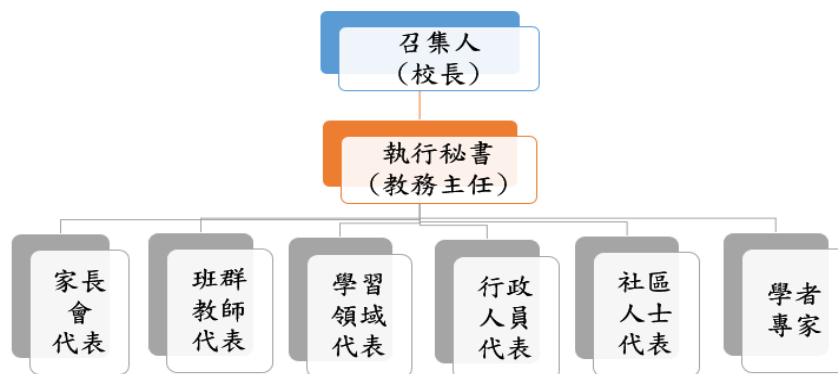 召集人
（校長）
執行秘書
（教務主任）
家長
會
代表
班群
教師
代表
學習
領域
代表
行政
人員
代表
社區
人士
代表
學者
專家